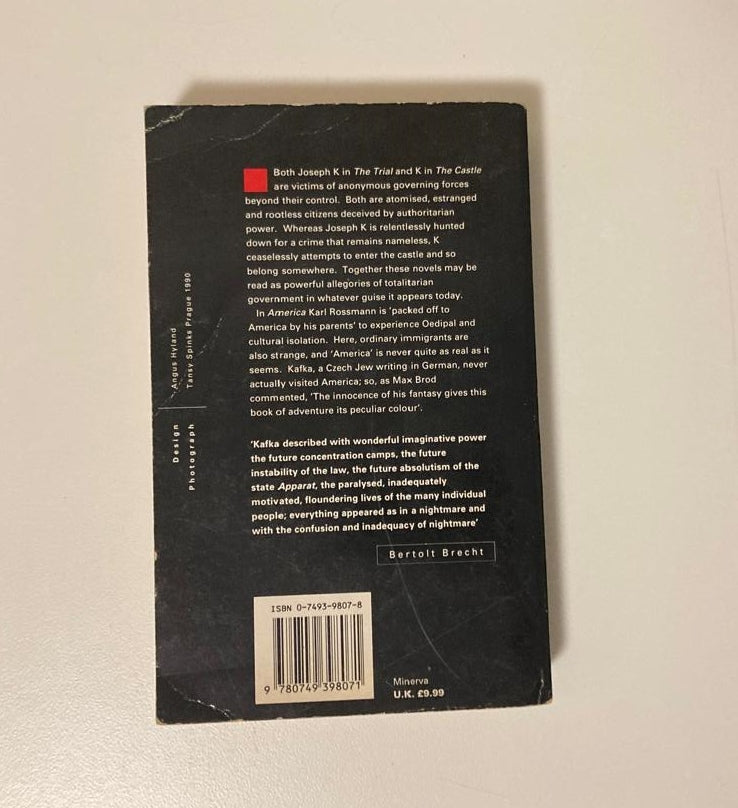 Both Joseph K in The Trial and K in The Castle
are victims of anonymous governing forces
beyond their control. Both are atomised, estranged
and rootless citizens deceived by authoritarian
power. Whereas Joseph K is relentlessly hunted
down for a crime that remains nameless, K
ceaselessly attempts to enter the castle and so
belong somewhere. Together these novels may be
read as powerful allegories of totalitarian
government in whatever guise it appears today.
In America Karl Rossmann is 'packed off to
America by his parents' to experience Oedipal and
cultural isolation. Here, ordinary immigrants are
also strange, and 'America' is never quite as real as it
seems. Kafka, a Czech Jew writing in German, never
actually visited America; so, as Max Brod
commented, 'The innocence of his fantasy gives this
book of adventure its peculiar colour'.
'Kafka described with wonderful imaginative power
the future concentration camps, the future
instability of the law, the future absolutism of the
state Apparat, the paralysed, inadequately
motivated, floundering lives of the many individual
people; everything appeared as in a nightmare and
with the confusion and inadequacy of nightmare'
Bertolt Brecht
Design Angus Hyland
Photograph Tansy Spinks Prague 1990
ISBN 0-7493-9807-8
9 780749 398071
Minerva
U.K. £9.99